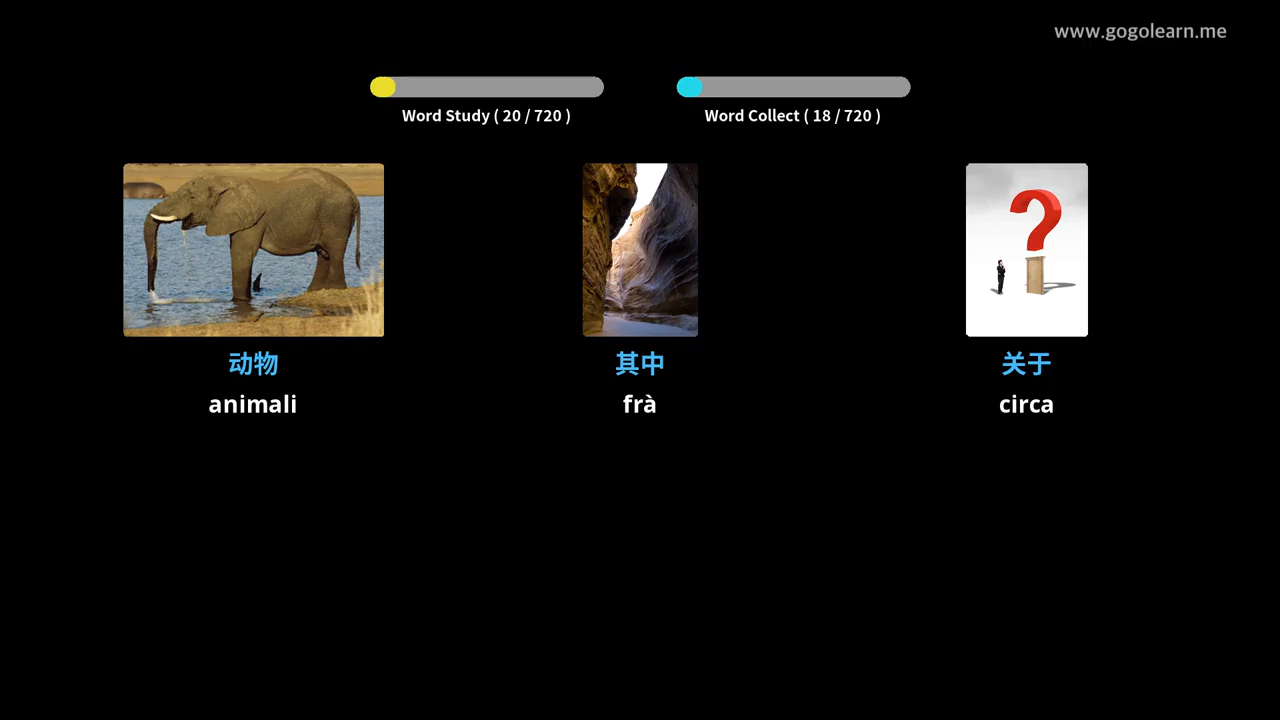 www.gogolearn.me
Word Study ( 20 / 720 )
Word Collect ( 18 / 720 )
动物
其中
关于
animali
frà
circa